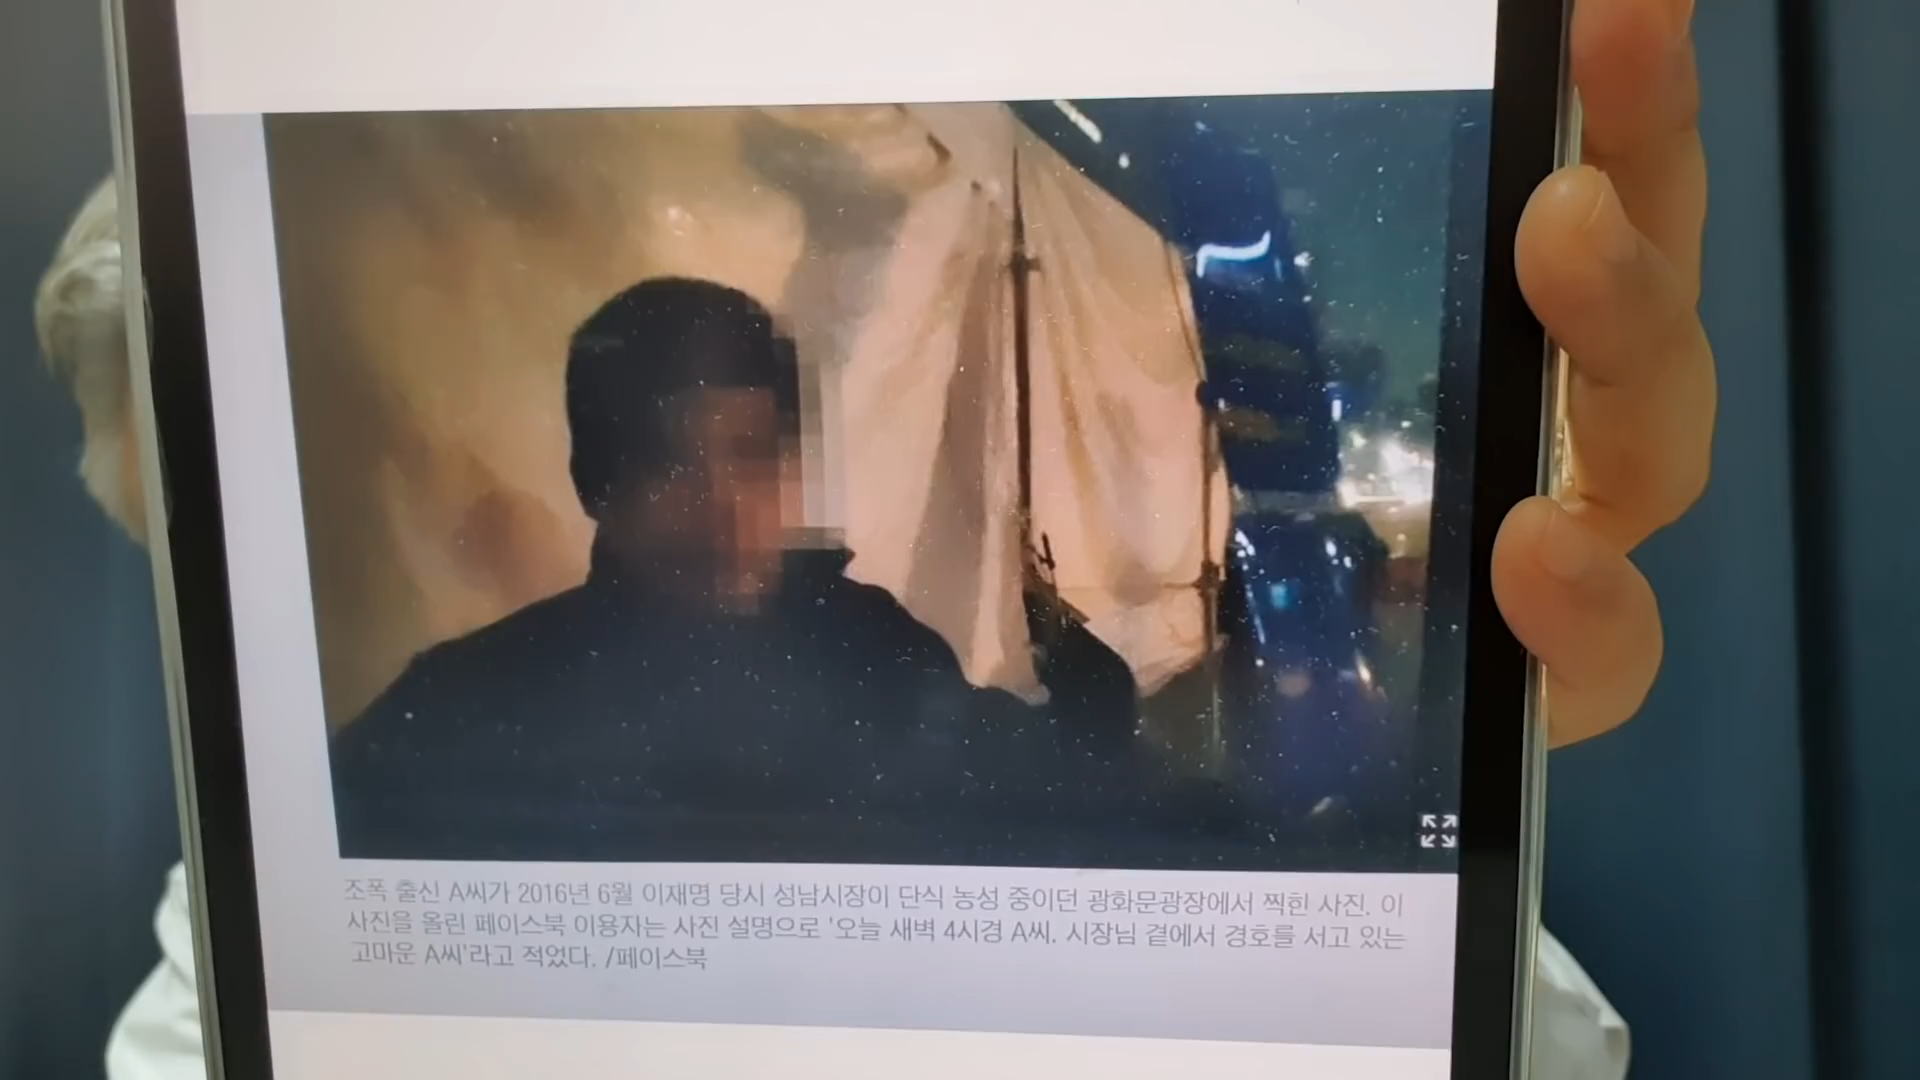 조폭 출신 A씨가 2016년 6월 이재명 당시 성남시장이 단식 농성 중이던 광화문광장에서 찍힌 사진. 이
사진을 올린 페이스북 이용자는 사진 설명으로 '오늘 새벽 4시경 A씨. 시장님 곁에서 경호를 서고 있는
고마운 A씨'라고 적었다. /페이스북